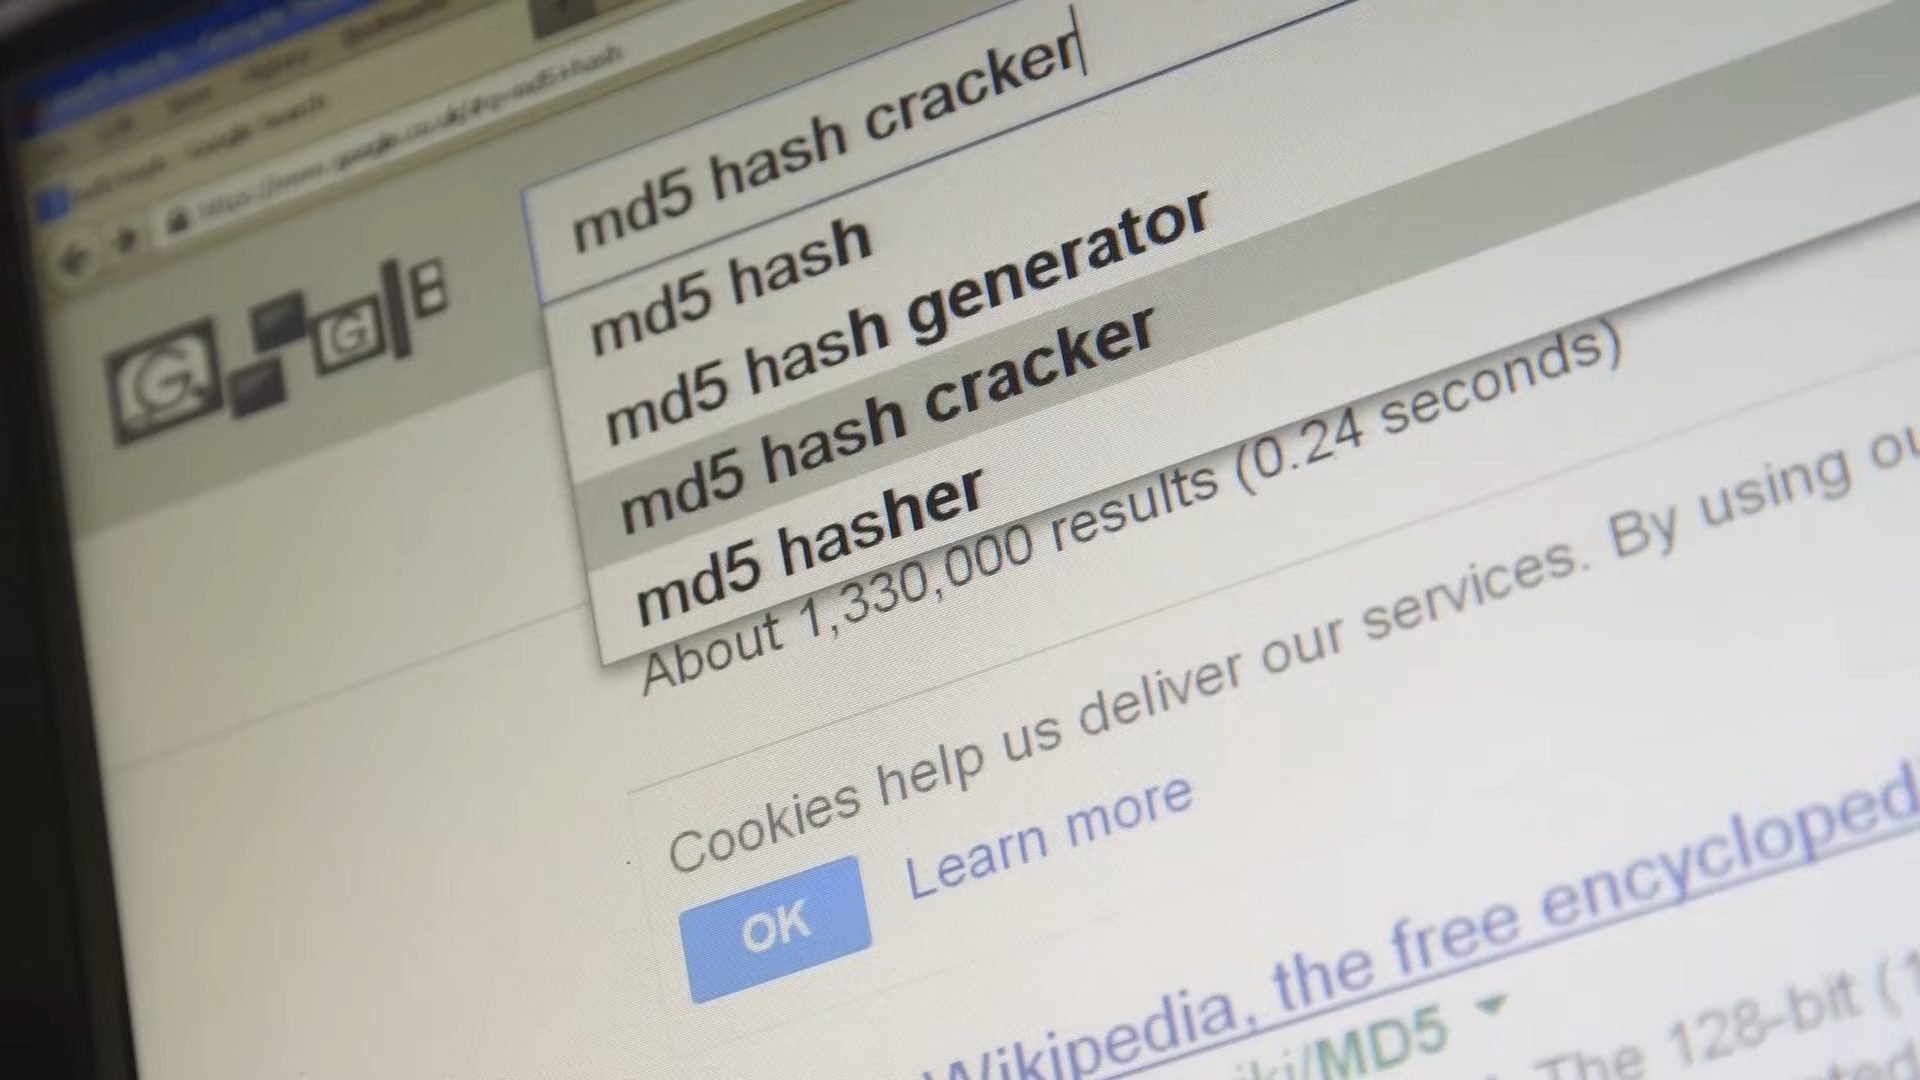 md5 hash cracker
md5 hash
md5 hash generator
md5 hash cracker
md5 hasher
About 1,330,000 results (0.24 seconds)
Cookies help us deliver our services. By using ou
OK
Learn more
Wikipedia, the free encycloped
iki/MD5
The 128-bit (1